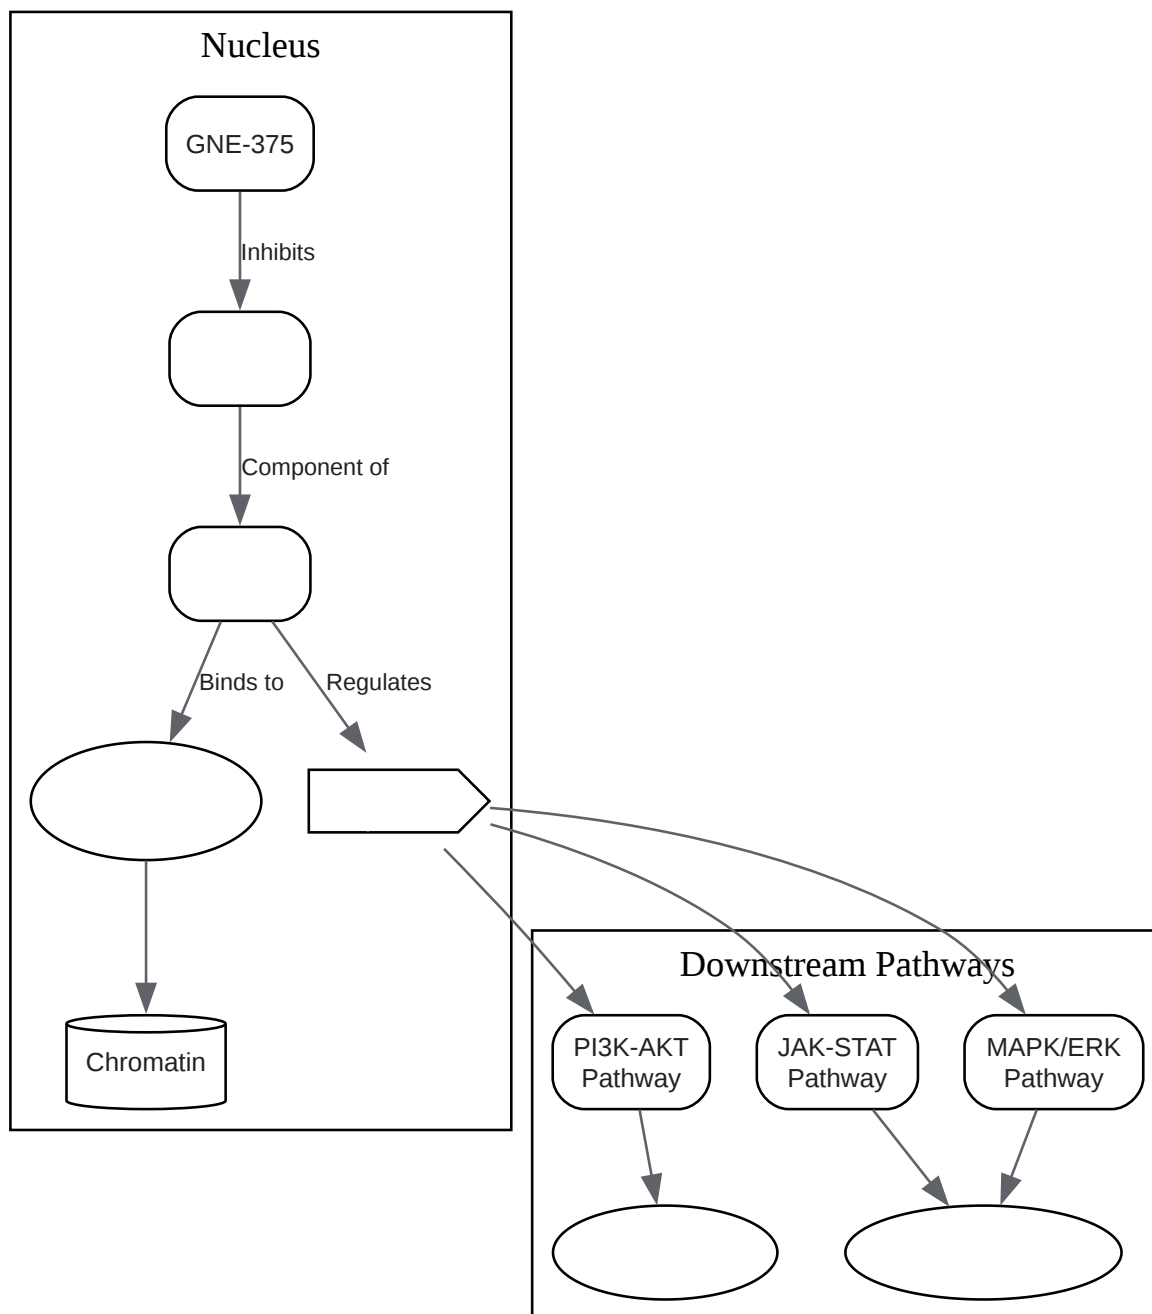 Nucleus
GNE-375
Inhibits
Component of
Binds to
Regulates
Chromatin
Downstream Pathways
PI3K-AKT
Pathway
JAK-STAT
Pathway
MAPK/ERK
Pathway